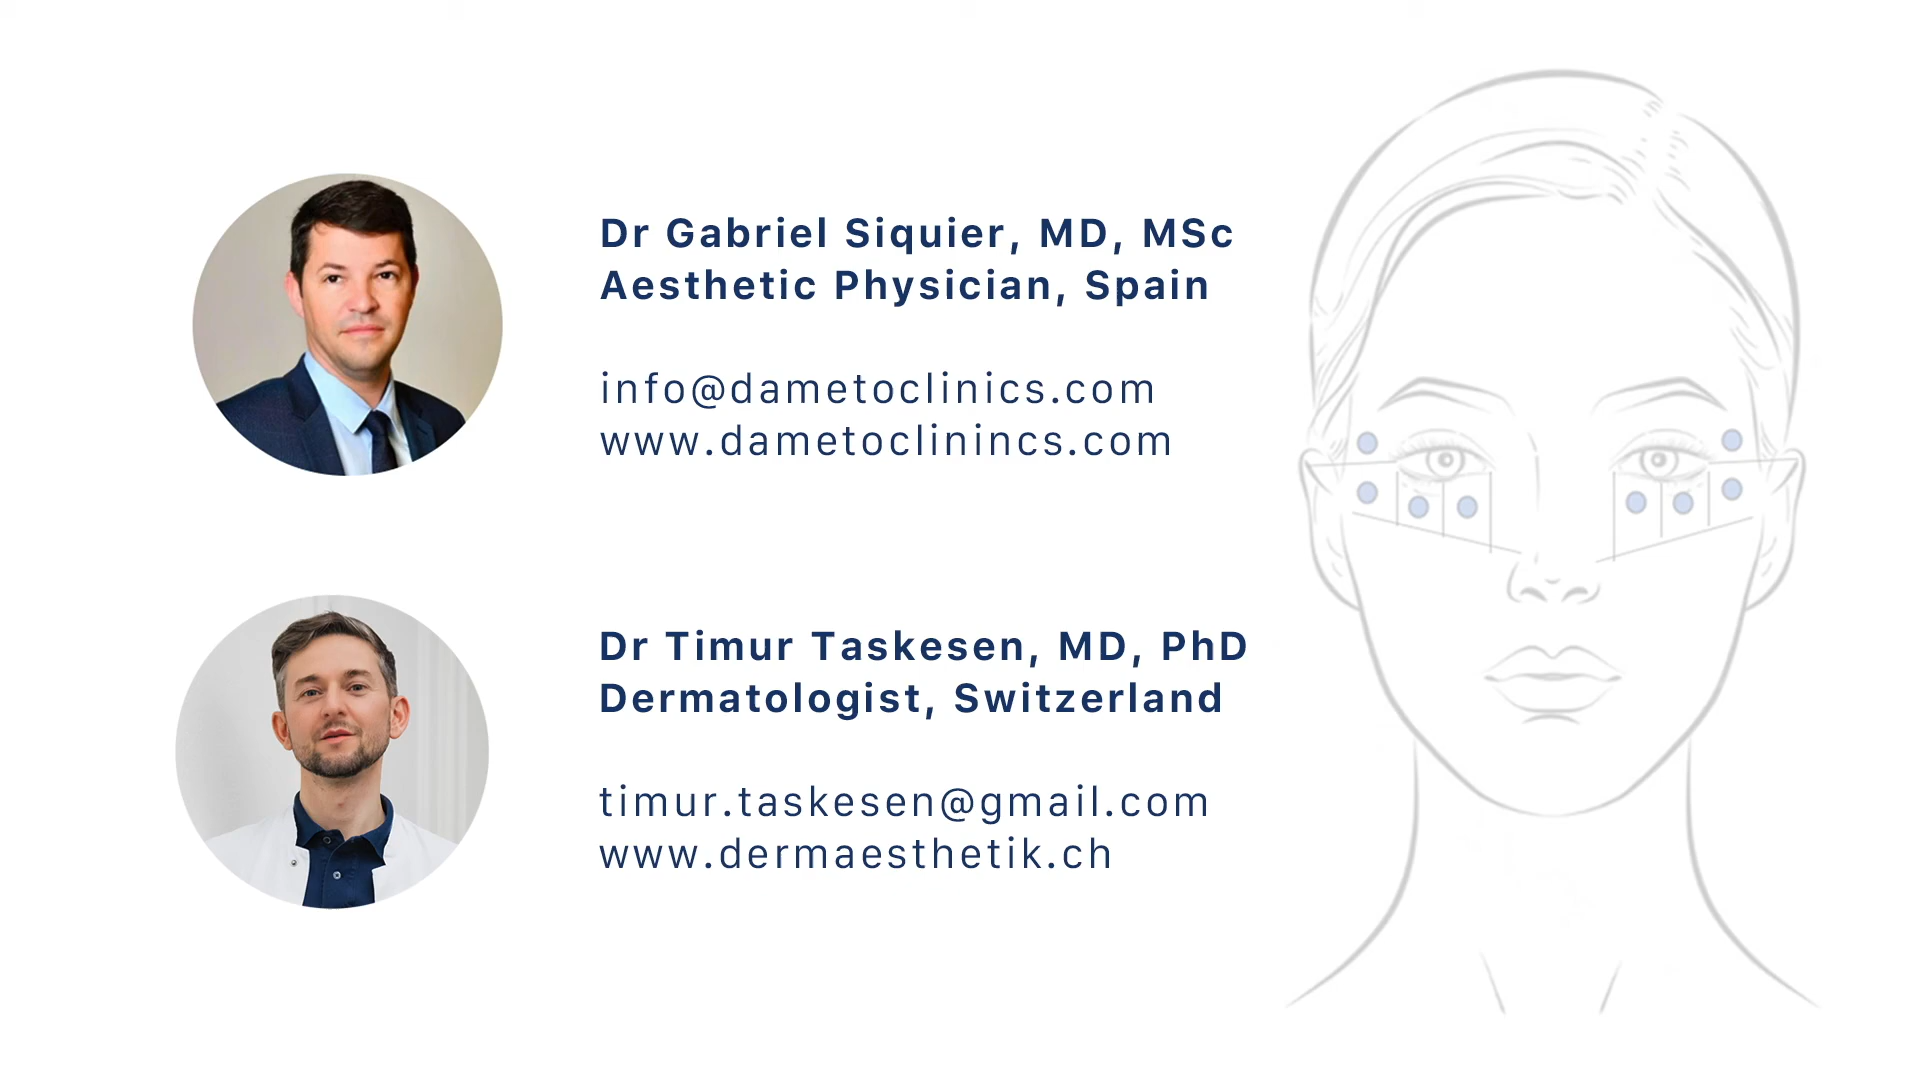 Dr Gabriel Siquier, MD, MSc
Aesthetic Physician, Spain
info@dametoclinics.com
www.dametoclinincs.com
Dr Timur Taskesen, MD, PhD
Dermatologist, Switzerland
timur.taskesen@gmail.com
www.dermaesthetik.ch